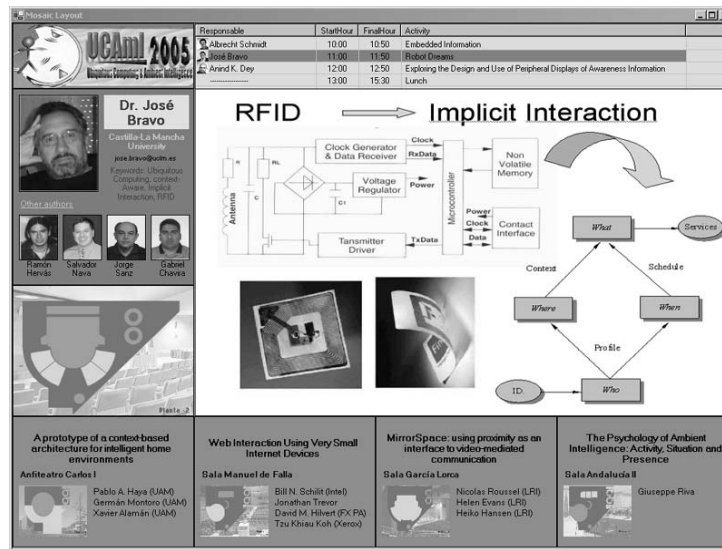 Mosaic Layout
UCAmI 2005
Ubiquitous Computing & Ambient Intelligence
Responsable StartHour FinalHour Activity
Albrecht Schmidt 10:00 10:50 Embedded Information
José Bravo 11:00 11:50 Robol Dreams
Anind K. Dey 12:00 12:50 Exploring the Design and Use of Peripheral Displays of Awareness Information
---------------- 13:00 15:30 Lunch
Dr. José
Bravo
Castilla-La Mancha
University
jose.bravo@uclm.es
Keywords: Ubiquitous
Computing, context-
Aware, Implicit
Interaction, RFID
Other authors
Ramón
Hervás
Salvador
Nava
Jorge
Sanz
Gabriel
Chavira
Planta -2
RFID Implicit Interaction
Clock Generator
& Data Receiver
Clock
RxData
Non
Volatile
Memory
R
RL
Voltage
Regulator
Power
Antenna
C
C1
Microcontroller
Power
Clock
Data
Contact
Interface
Tansmitter
Driver
TxData
What
Services
Context
Schedule
Where
When
Profile
ID.
Who
A prototype of a context-based
architecture for intelligent home
environments
Anfiteatro Carlos I
Pablo A. Haya (UAM)
Germán Montoro (UAM)
Xavier Alamán (UAM)
Web Interaction Using Very Small
Internet Devices
Sala Manuel de Falla
Bill N. Schilit (Intel)
Jonathan Trevor
David M. Hilvert (FX PA)
Tzu Khiau Koh (Xerox)
MirrorSpace: using proximity as an
interface to video-mediated
communication
Sala García Lorca
Nicolas Roussel (LRI)
Helen Evans (LRI)
Heiko Hansen (LRI)
The Psychology of Ambient
Intelligence: Activity, Situation and
Presence
Sala Andalucía II
Giuseppe Riva